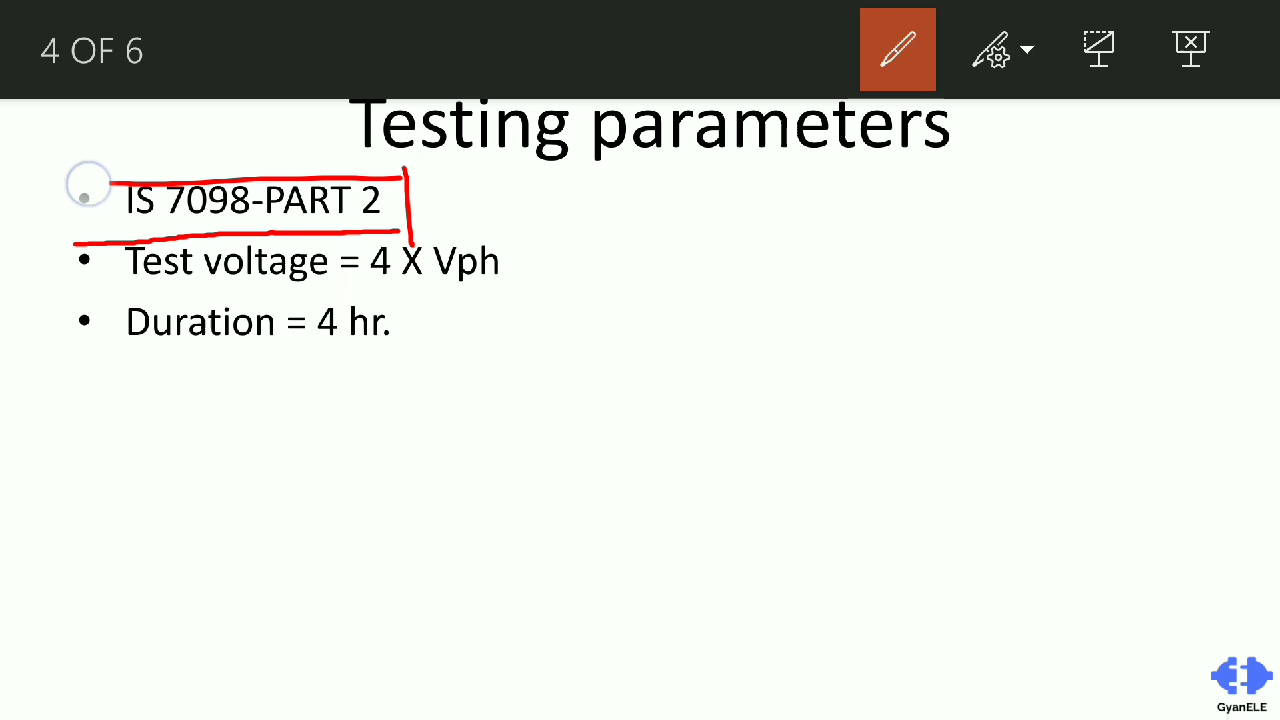 4 OF 6
Testing parameters
• IS 7098-PART 2
• Test voltage = 4 X Vph
• Duration = 4 hr.
GyanELE